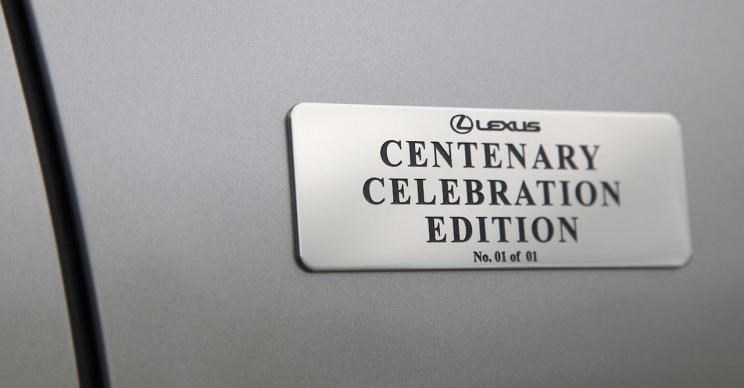 LEXUS
CENTENARY
CELEBRATION
EDITION
No. 01 of 01